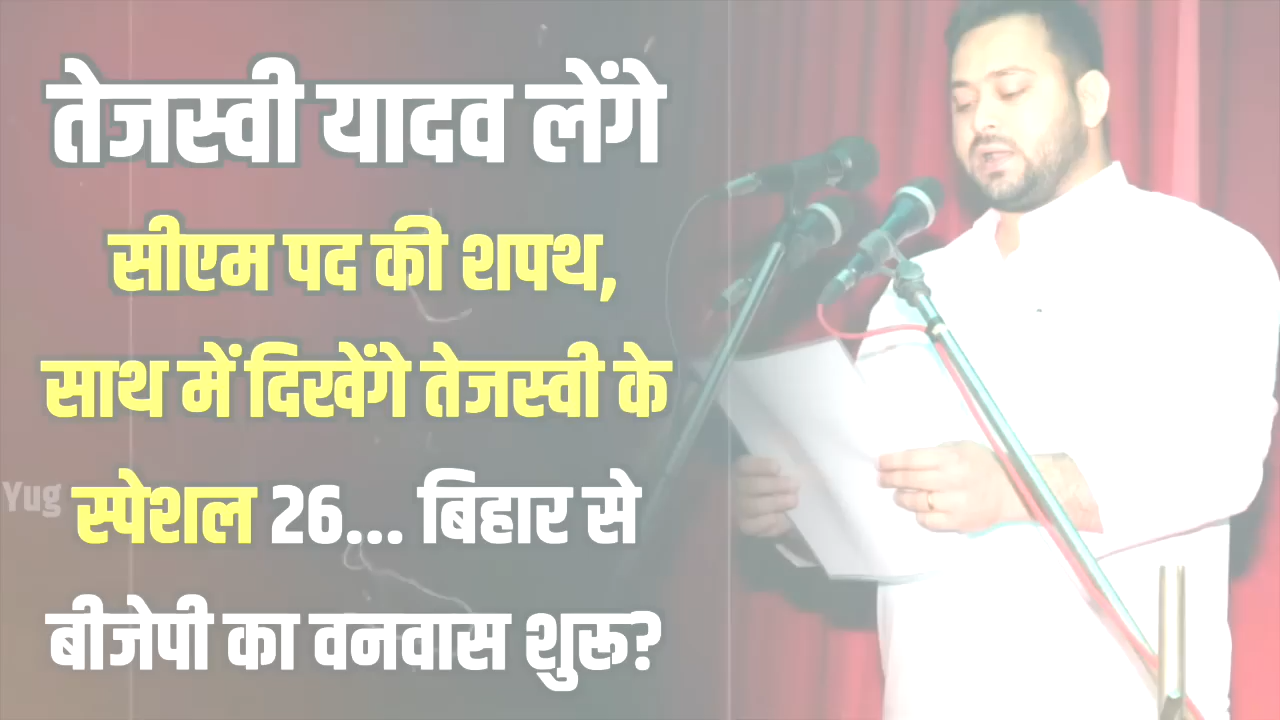 तेजस्वी यादव लेंगे
सीएम पद की शपथ,
साथ में दिखेंगे तेजस्वी के
स्पेशल 26... बिहार से
बीजेपी का वनवास शुरू?
Yug